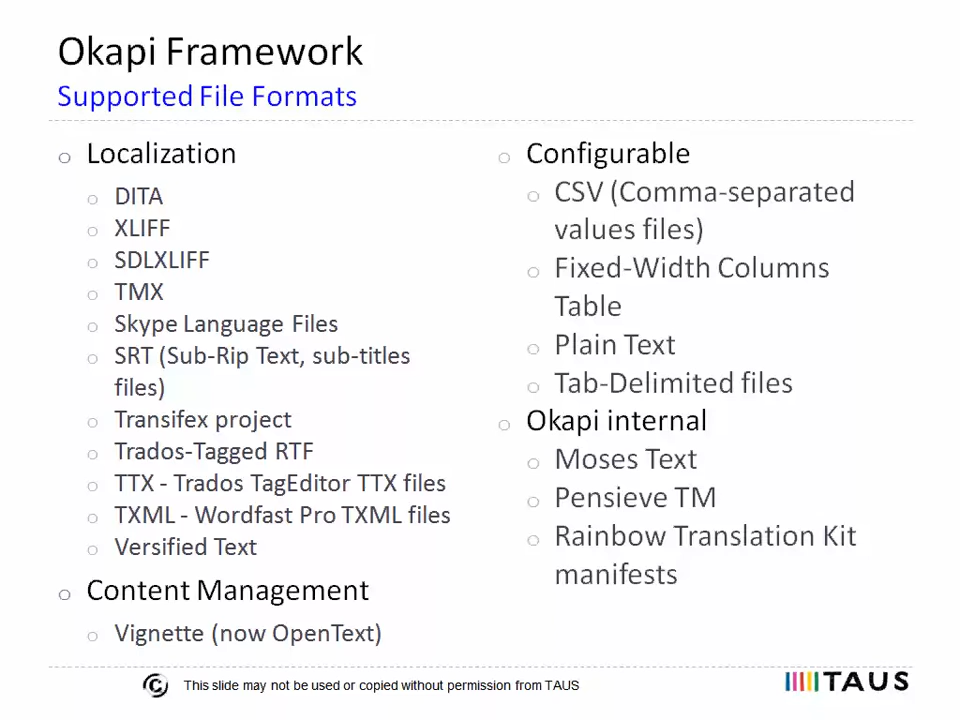 Okapi Framework
Supported File Formats
Localization
DITA
XLIFF
SDLXLIFF
TMX
Skype Language Files
SRT (Sub-Rip Text, sub-titles
files)
Transifex project
Trados-Tagged RTF
TTX - Trados TagEditor TTX files
TXML - Wordfast Pro TXML files
Versified Text
Content Management
Vignette (now OpenText)
Configurable
CSV (Comma-separated
values files)
Fixed-Width Columns
Table
Plain Text
Tab-Delimited files
Okapi internal
Moses Text
Pensieve TM
Rainbow Translation Kit
manifests
© This slide may not be used or copied without permission from TAUS
TAUS